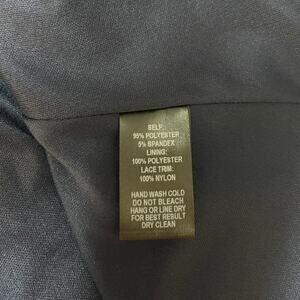 SELF:
95% POLYESTER
5% SPANDEX
LINING:
100% POLYESTER
LACE TRIM:
100% NYLON
HAND WASH COLD
DO NOT BLEACH
HANG OR LINE DRY
FOR BEST RESULT
DRY CLEAN